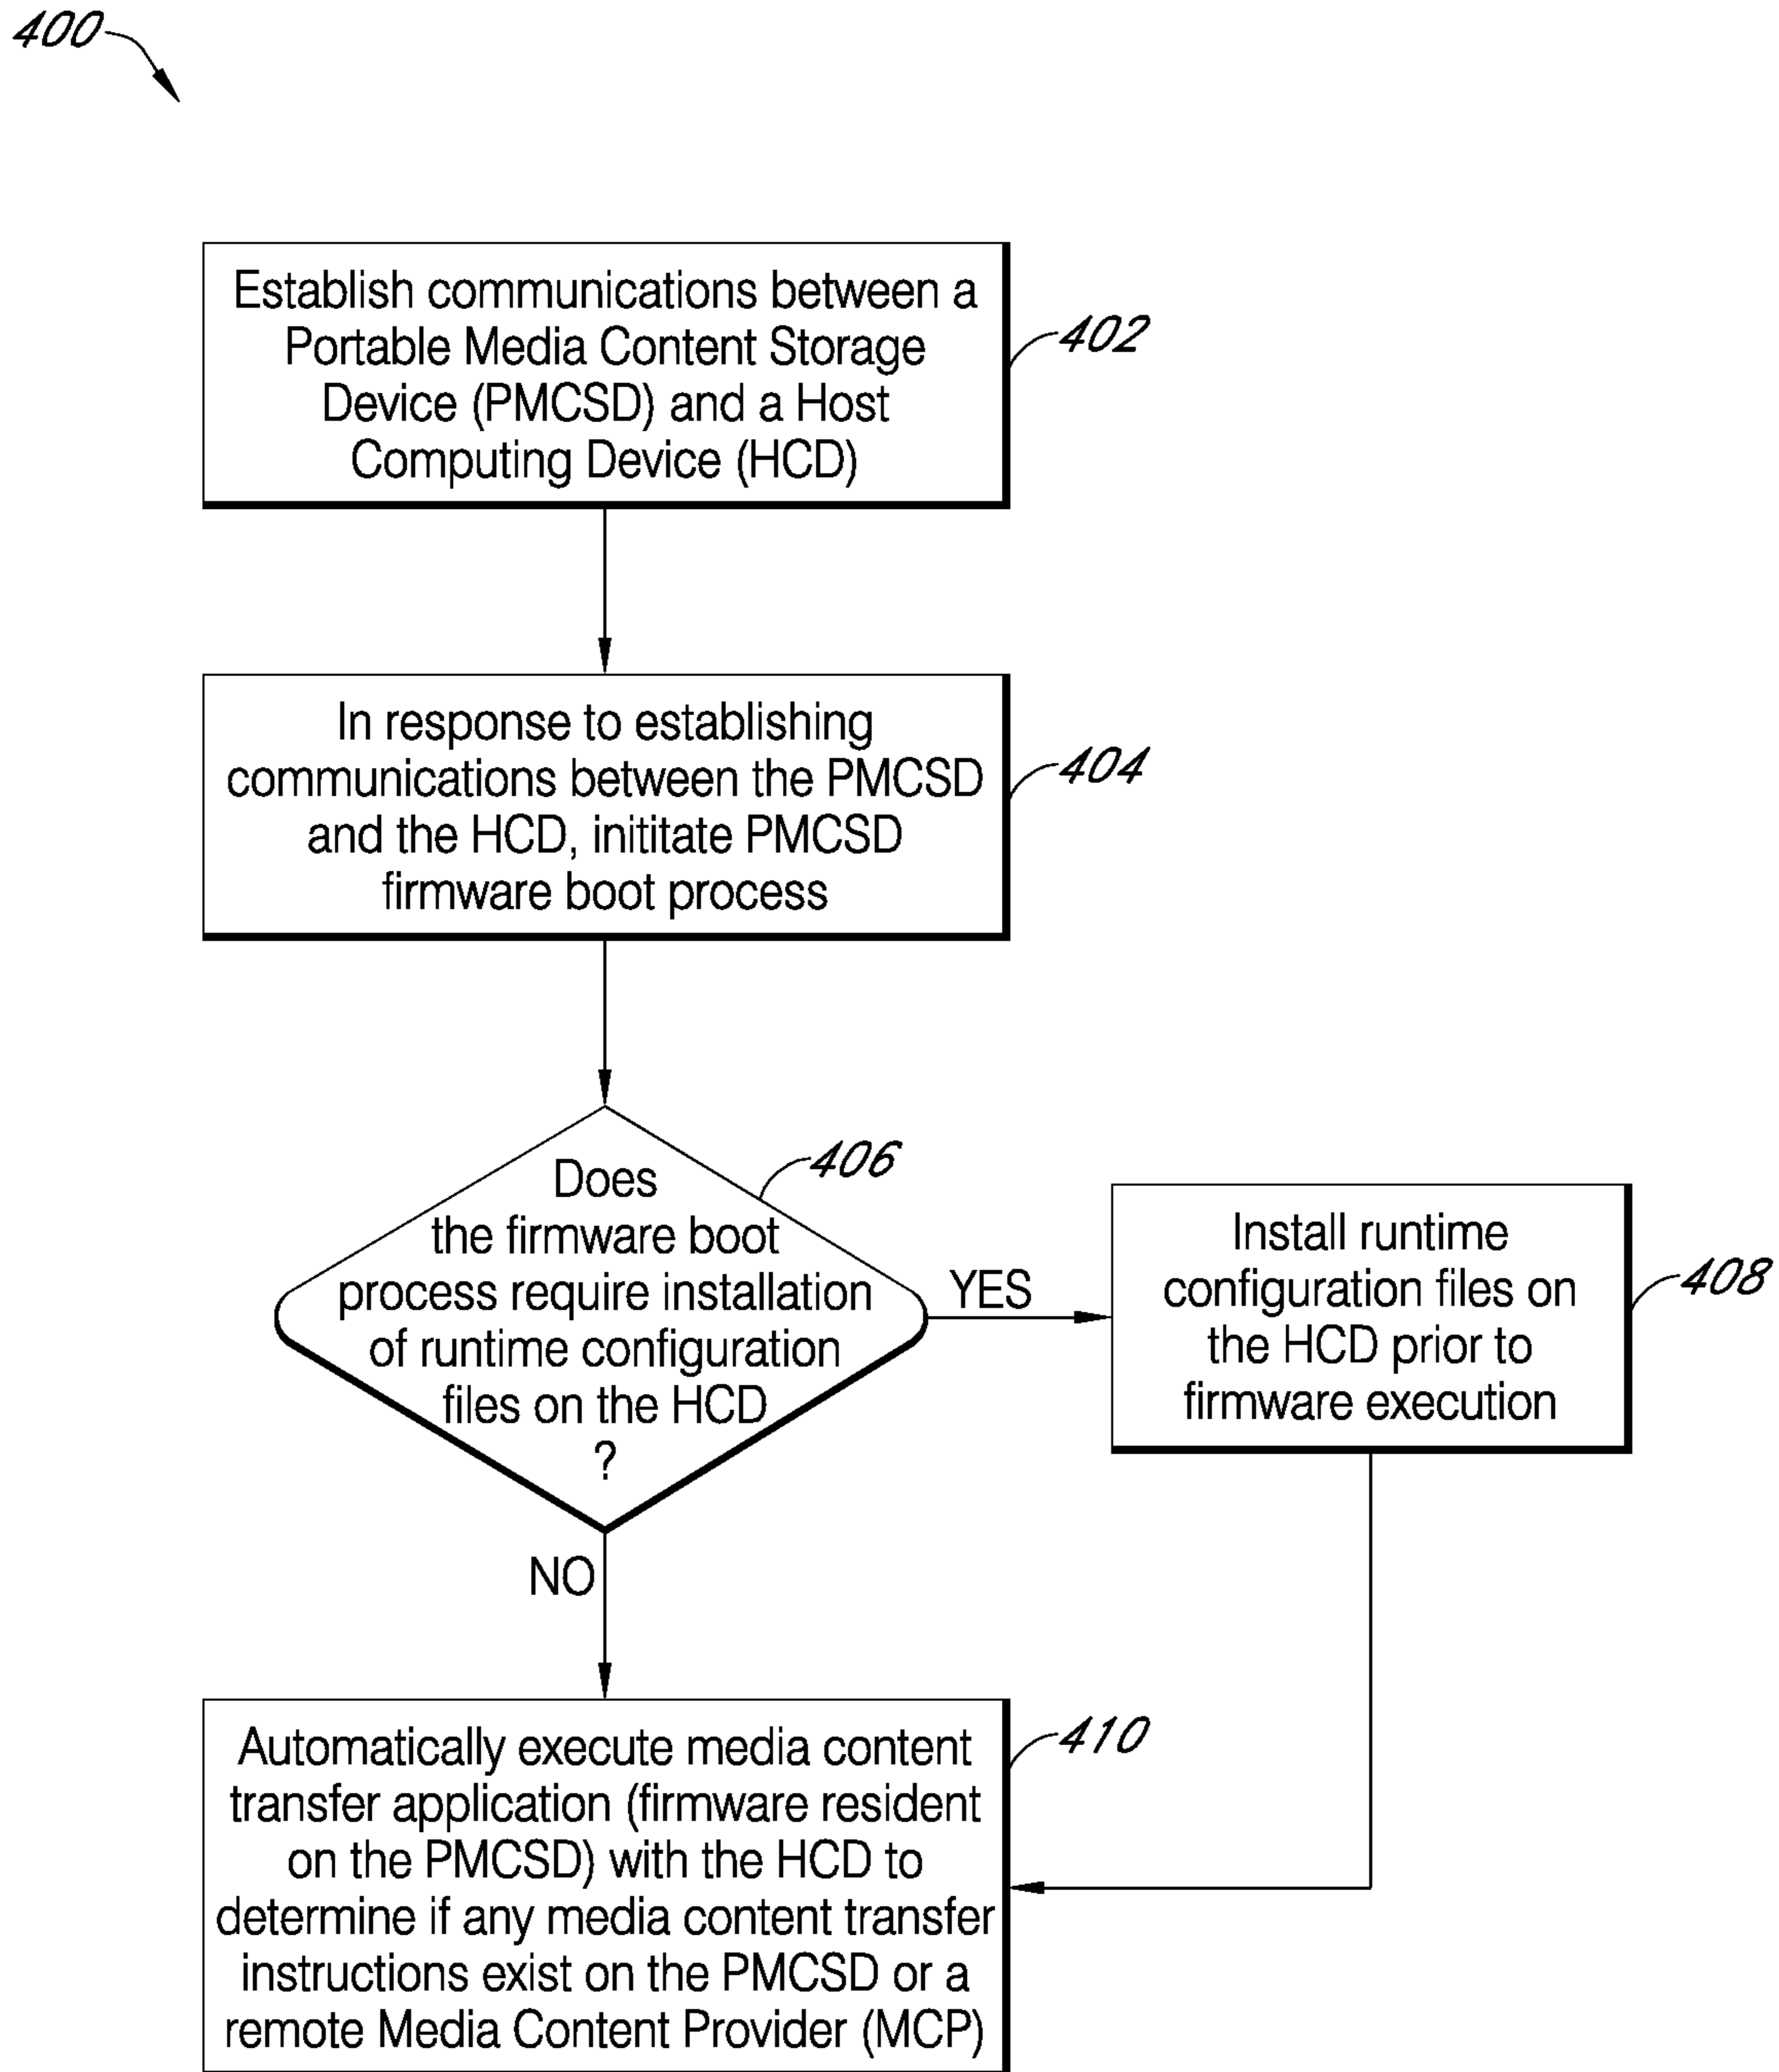 400
Establish communications between a
Portable Media Content Storage
Device (PMCSD) and a Host
Computing Device (HCD)
402
In response to establishing
communications between the PMCSD
and the HCD, inititate PMCSD
firmware boot process
404
Does
the firmware boot
process require installation
of runtime configuration
files on the HCD
?
406
YES
Install runtime
configuration files on
the HCD prior to
firmware execution
408
NO
Automatically execute media content
transfer application (firmware resident
on the PMCSD) with the HCD to
determine if any media content transfer
instructions exist on the PMCSD or a
remote Media Content Provider (MCP)
410